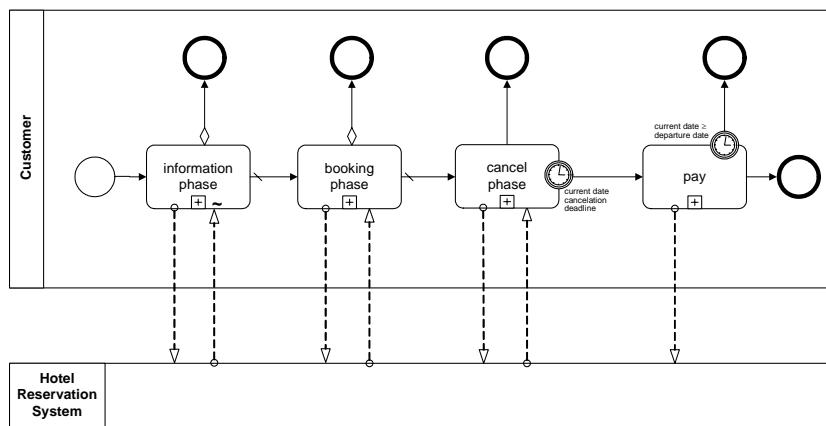 Customer
information
phase
~
booking
phase
cancel
phase
current date
cancelation
deadline
current date ≥
departure date
pay
Hotel
Reservation
System